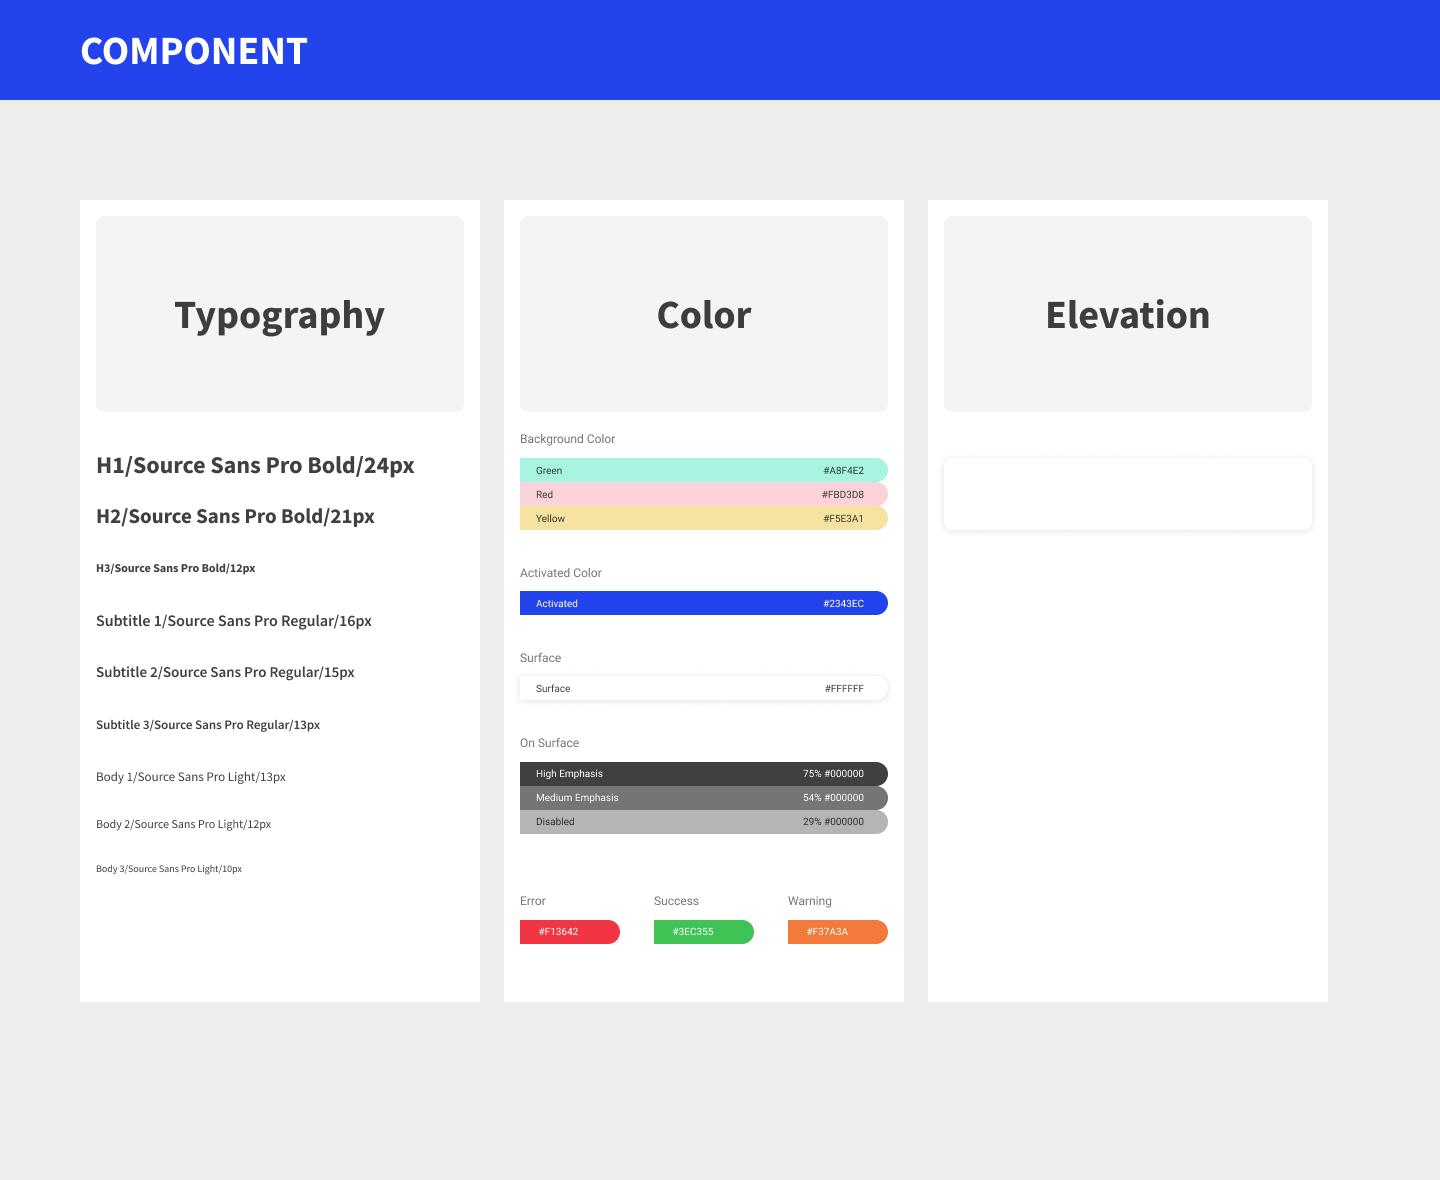 COMPONENT
Typography
H1/Source Sans Pro Bold/24px
H2/Source Sans Pro Bold/21px
H3/Source Sans Pro Bold/12px
Subtitle 1/Source Sans Pro Regular/16px
Subtitle 2/Source Sans Pro Regular/15px
Subtitle 3/Source Sans Pro Regular/13px
Body 1/Source Sans Pro Light/13px
Body 2/Source Sans Pro Light/12px
Body 3/Source Sans Pro Light/10px
Color
Background Color
Green #A8F4E2
Red #FBD3D8
Yellow #F5E3A1
Activated Color
Activated #2343EC
Surface
Surface #FFFFFF
On Surface
High Emphasis 75% #000000
Medium Emphasis 54% #000000
Disabled 29% #000000
Error Success Warning
#F13642 #3EC355 #F37A3A
Elevation